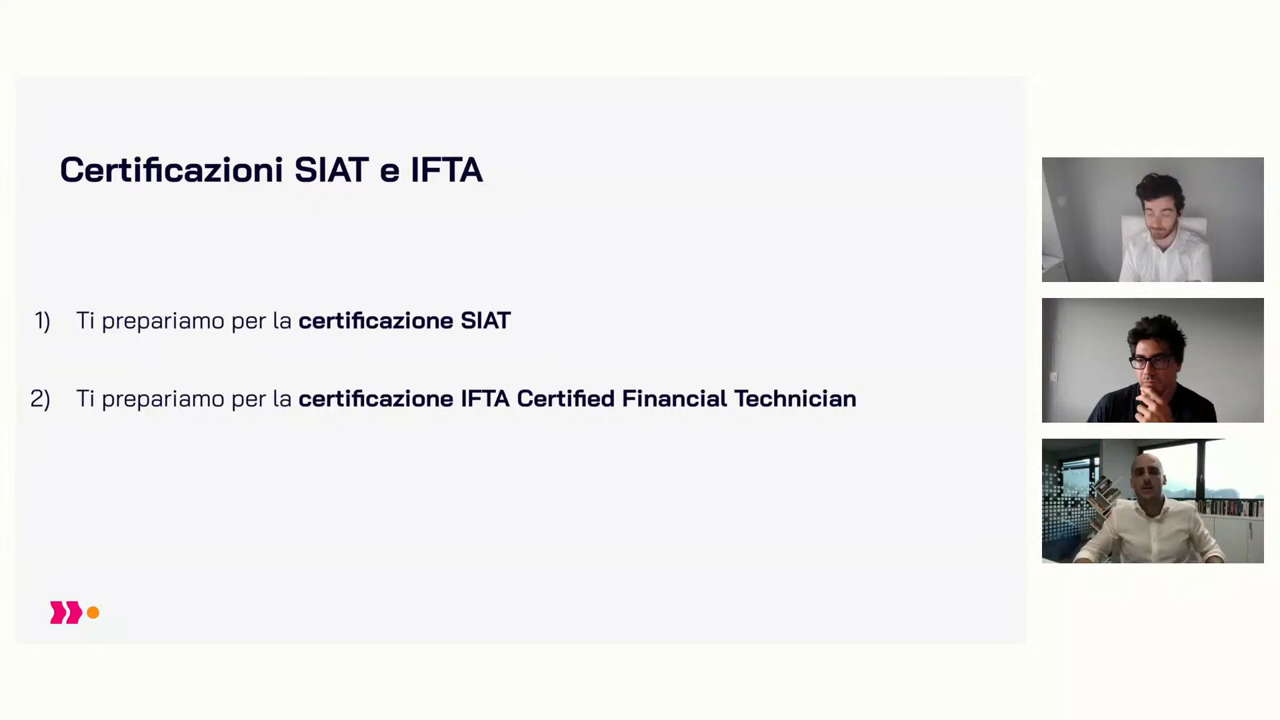 Certificazioni SIAT e IFTA
1) Ti prepariamo per la certificazione SIAT
2) Ti prepariamo per la certificazione IFTA Certified Financial Technician